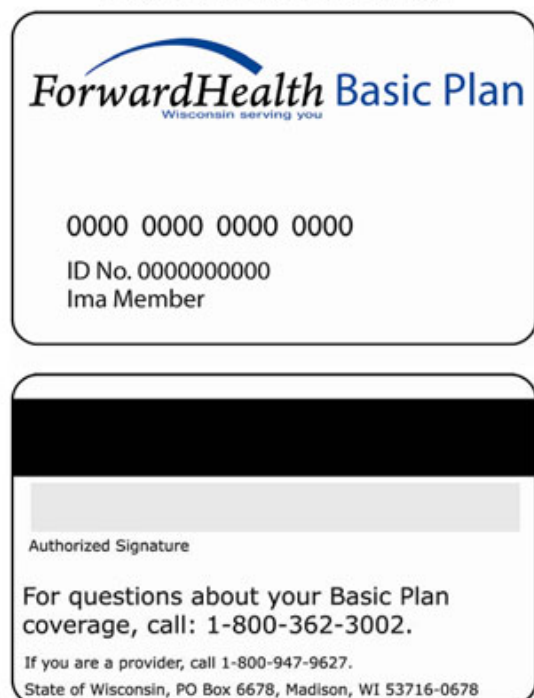 ForwardHealth Basic Plan
Wisconsin serving you
0000 0000 0000 0000
ID No. 0000000000
Ima Member
Authorized Signature
For questions about your Basic Plan
coverage, call: 1-800-362-3002.
If you are a provider, call 1-800-947-9627.
State of Wisconsin, PO Box 6678, Madison, WI 53716-0678